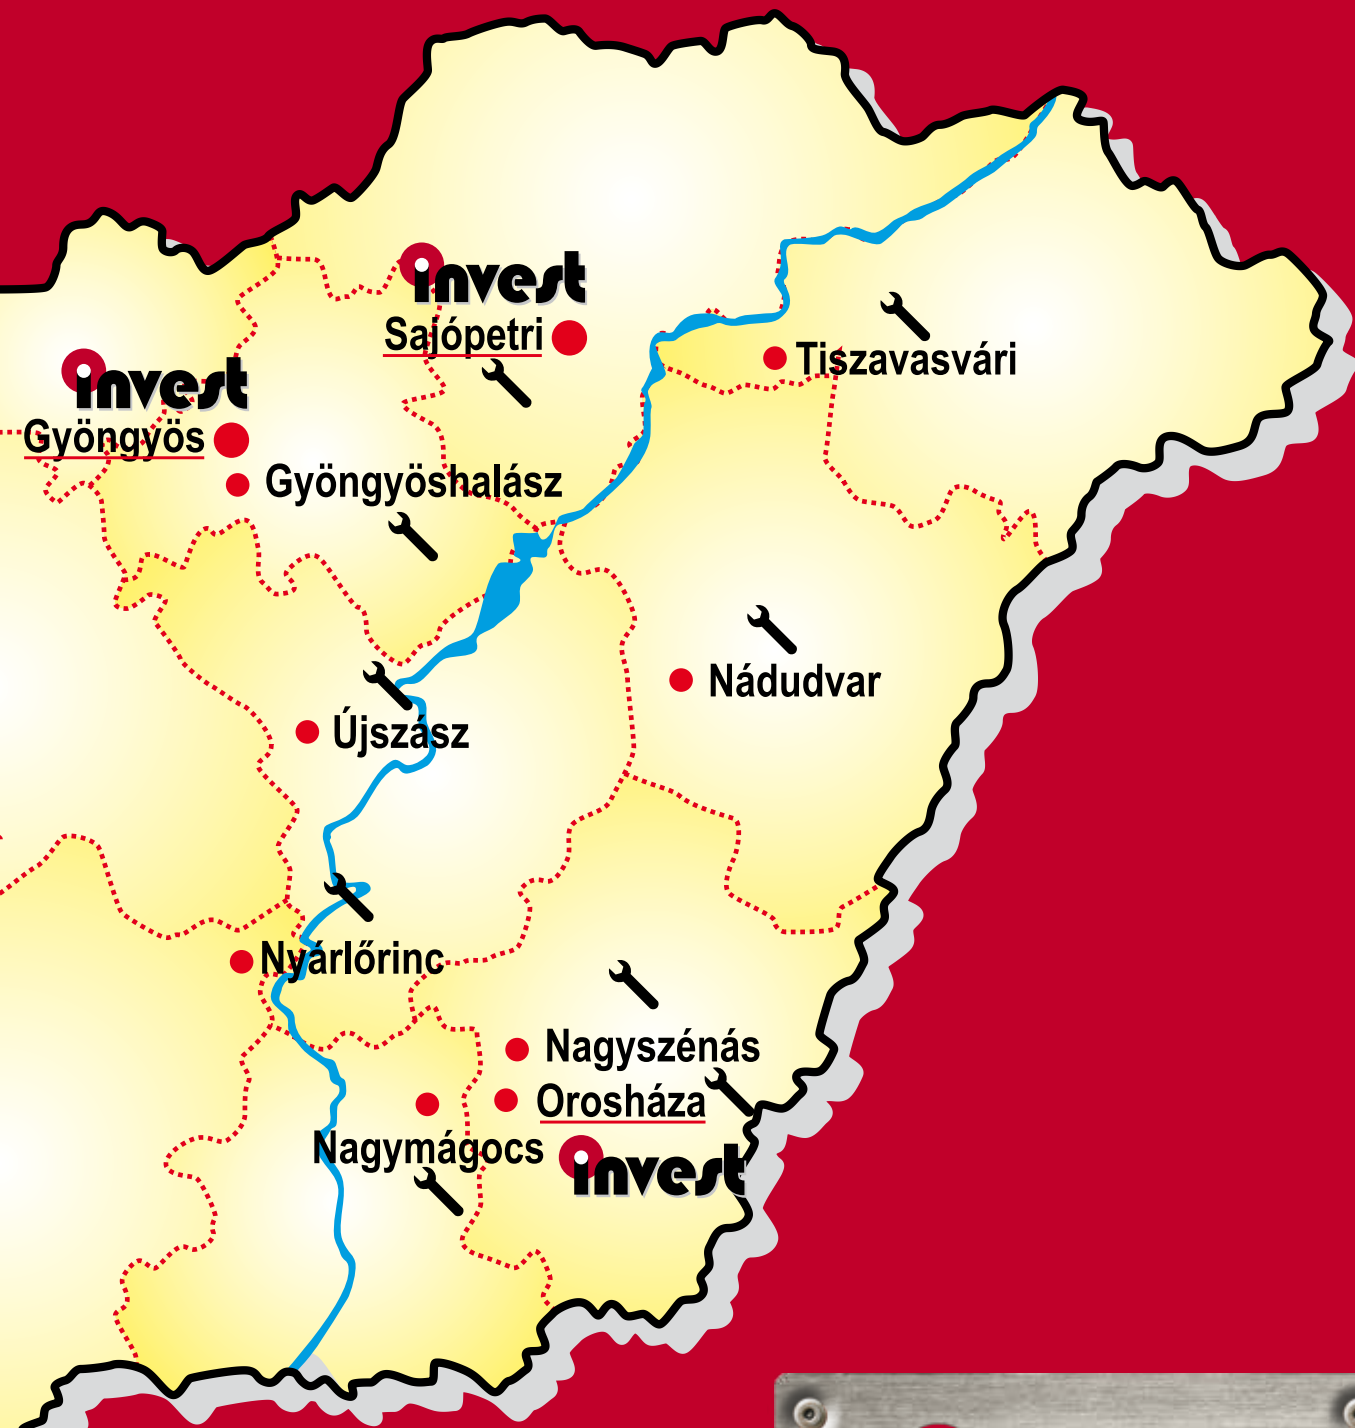 invest
Sajópetri
Tiszavasvári
invest
Gyöngyös
Gyöngyöshalász
Nádudvar
Újszász
Nyárlőrinc
Nagyszénás
Orosháza
Nagymágocs
invest